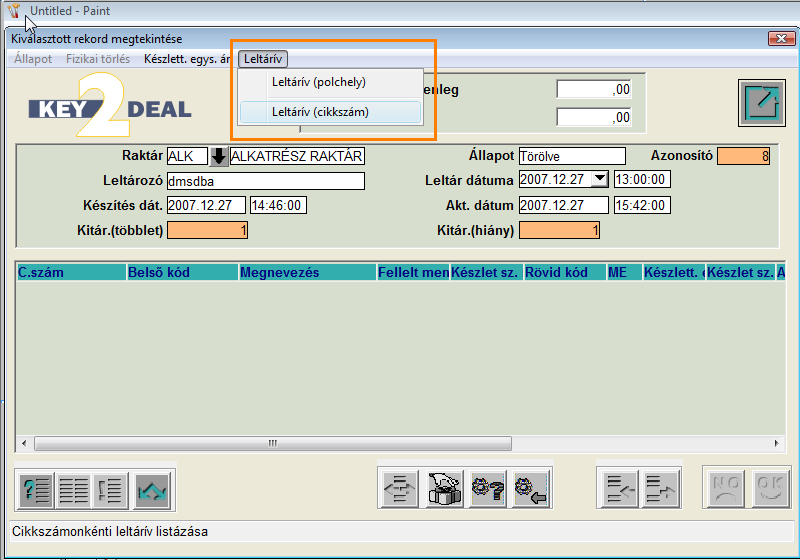 Untitled - Paint
Kiválasztott rekord megtekintése
Állapot Fizikai törlés Készlett. egys. ár Leltárív
Leltárív (polchely)
Leltárív (cikkszám)
enleg ,00
,00
KEY 2 DEAL
Raktár ALK ALKATRÉSZ RAKTÁR Állapot Törölve Azonosító 8
Leltározó dmsdba Leltár dátuma 2007.12.27 13:00:00
Készítés dát. 2007.12.27 14:46:00 Akt. dátum 2007.12.27 15:42:00
Kitár.(többlet) 1 Kitár.(hiány) 1
C.szám Belső kód Megnevezés Fellelt men Készlet sz. Rövid kód ME Készlett. Készlet sz. A
NO OK
Cikkszámonkénti leltárív listázása